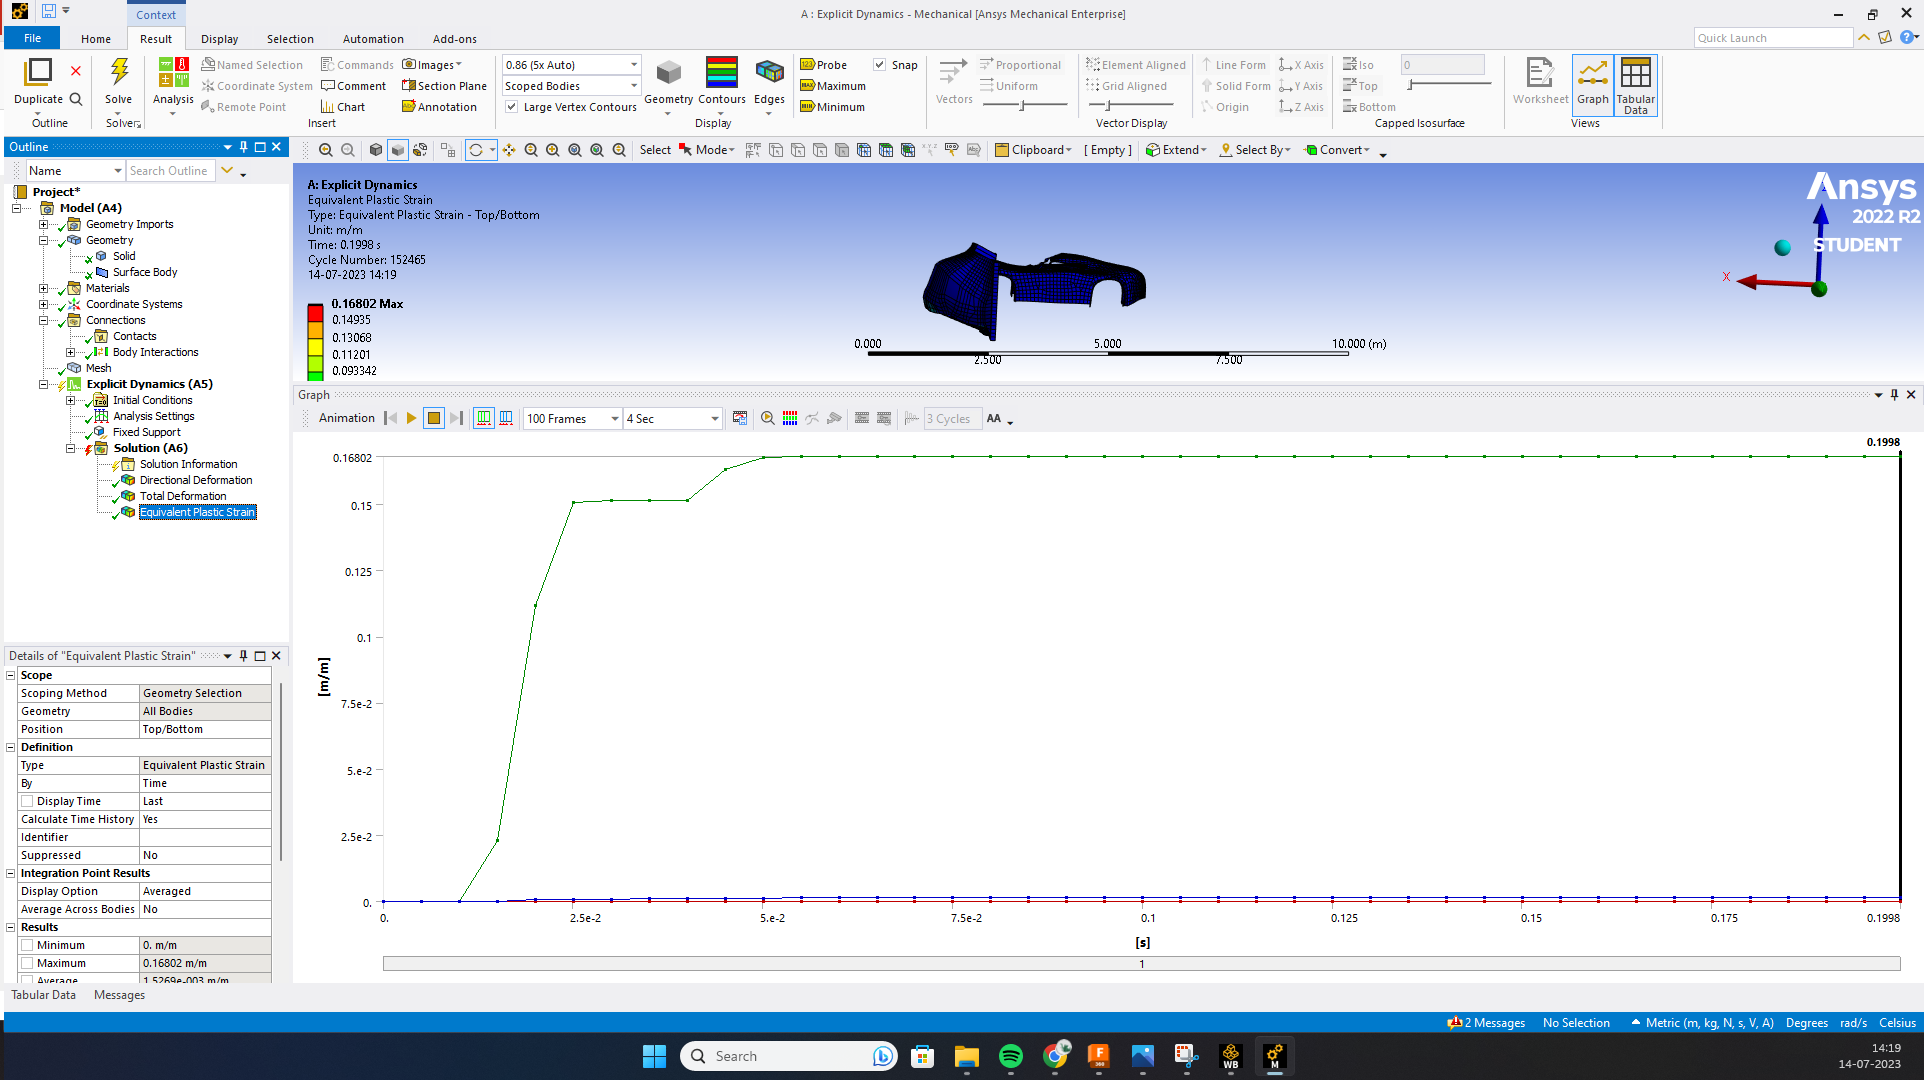 Context
A : Explicit Dynamics - Mechanical [Ansys Mechanical Enterprise]
File
Home
Result
Display
Selection
Automation
Add-ons
Quick Launch
Duplicate
Outline
Solve
Solver
Analysis
Named Selection
Coordinate System
Remote Point
Commands
Comment
Chart
Images
Section Plane
Annotation
Insert
0.86 (5x Auto)
Scoped Bodies
Large Vertex Contours
Geometry
Contours
Edges
Display
Probe
Maximum
Minimum
Snap
Vectors
Proportional
Uniform
Element Aligned
Grid Aligned
Line Form
Solid Form
Origin
X Axis
Y Axis
Z Axis
Vector Display
Iso
Top
Bottom
0
Capped Isosurface
Worksheet
Graph
Tabular
Data
Views
Outline
Name
Search Outline
Select
Mode
Clipboard
[ Empty ]
Extend
Select By
Convert
Project*
Model (A4)
Geometry Imports
Geometry
Solid
Surface Body
Materials
Coordinate Systems
Connections
Contacts
Body Interactions
Mesh
Explicit Dynamics (A5)
Initial Conditions
Analysis Settings
Fixed Support
Solution (A6)
Solution Information
Directional Deformation
Total Deformation
Equivalent Plastic Strain
A: Explicit Dynamics
Equivalent Plastic Strain
Type: Equivalent Plastic Strain - Top/Bottom
Unit: m/m
Time: 0.1998 s
Cycle Number: 152465
14-07-2023 14:19
0.16802 Max
0.14935
0.13068
0.11201
0.093342
0.000
5.000
10.000 (m)
2.500
7.500
Ansys
2022 R2
STUDENT
X
Graph
Animation
100 Frames
4 Sec
3 Cycles
AA
0.1998
0.16802
0.15
0.125
0.1
7.5e-2
5.e-2
2.5e-2
0.
[m/m]
0.
2.5e-2
5.e-2
7.5e-2
0.1
0.125
0.15
0.175
0.1998
[s]
1
Details of "Equivalent Plastic Strain"
Scope
Scoping Method
Geometry Selection
Geometry
All Bodies
Position
Top/Bottom
Definition
Type
Equivalent Plastic Strain
By
Time
Display Time
Last
Calculate Time History
Yes
Identifier
Suppressed
No
Integration Point Results
Display Option
Averaged
Average Across Bodies
No
Results
Minimum
0. m/m
Maximum
0.16802 m/m
Average
1.5269e-003 m/m
Tabular Data
Messages
2 Messages
No Selection
Metric (m, kg, N, s, V, A)
Degrees
rad/s
Celsius
Search
WB
M
14:19
14-07-2023